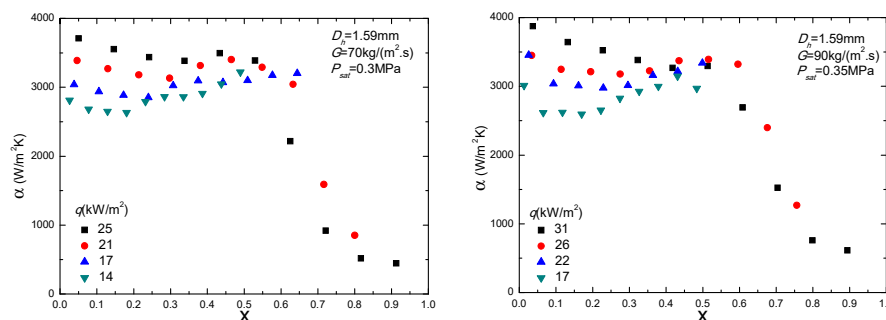 4000
3000
2000
1000
0
α (W/m²K)
D_h=1.59mm
G=70kg/(m².s)
P_sat=0.3MPa
q(kW/m²)
25
21
17
14
0.0 0.1 0.2 0.3 0.4 0.5 0.6 0.7 0.8 0.9 1.0
X
4000
3000
2000
1000
0
α (W/m²K)
D_h=1.59mm
G=90kg/(m².s)
P_sat=0.35MPa
q(kW/m²)
31
26
22
17
0.0 0.1 0.2 0.3 0.4 0.5 0.6 0.7 0.8 0.9 1.0
X